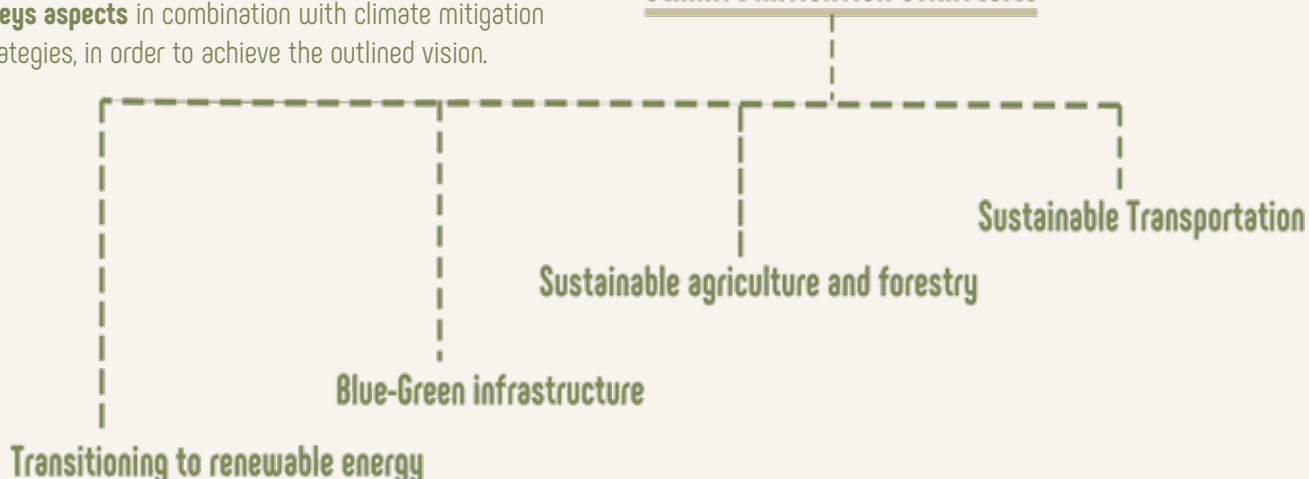 eys aspects in combination with climate mitigation
ategies, in order to achieve the outlined vision.
Sustainable Transportation
Sustainable agriculture and forestry
Blue-Green infrastructure
Transitioning to renewable energy